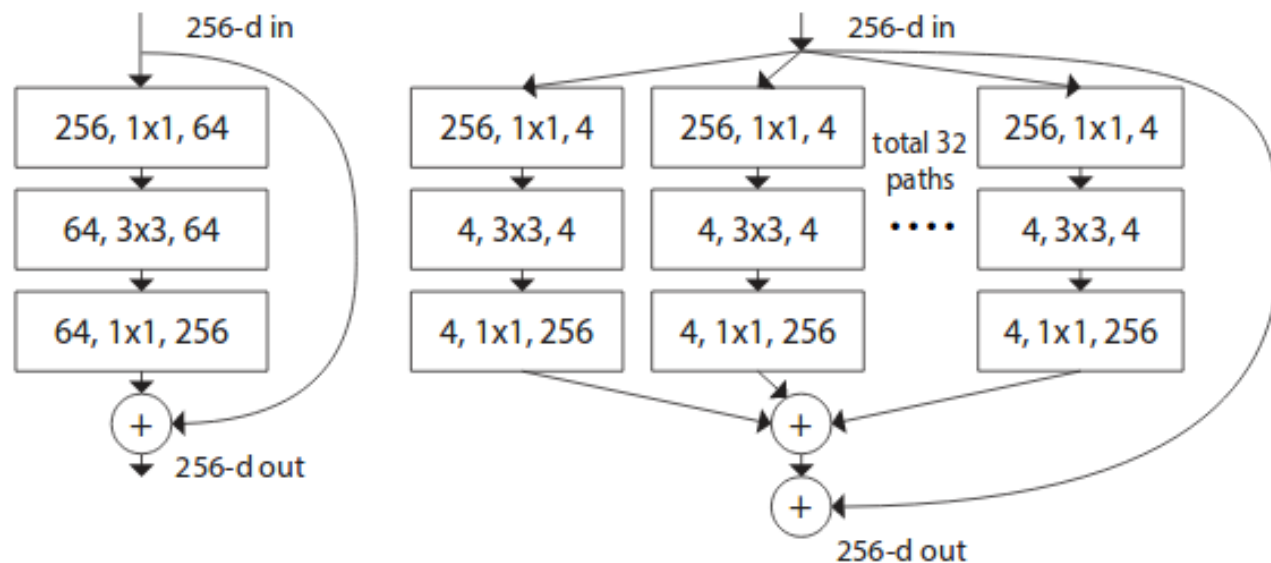 256-d in
256, 1x1, 64
64, 3x3, 64
64, 1x1, 256
+
256-d out
256-d in
256, 1x1, 4
4, 3x3, 4
4, 1x1, 256
256, 1x1, 4
4, 3x3, 4
4, 1x1, 256
total 32
paths
....
256, 1x1, 4
4, 3x3, 4
4, 1x1, 256
+
+
256-d out